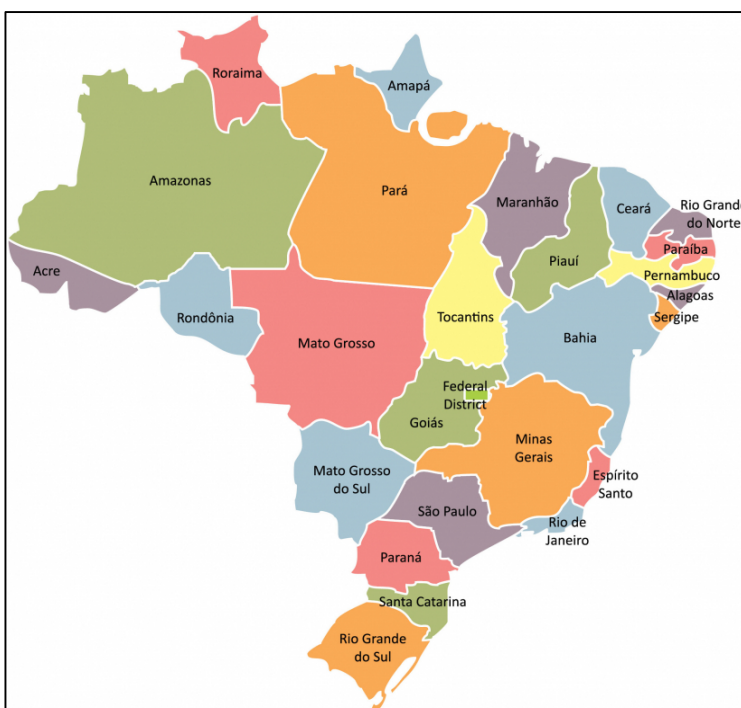 Roraima
Amapá
Amazonas
Pará
Maranhão
Ceará
Rio Grande
do Norte
Paraíba
Piauí
Pernambuco
Acre
Alagoas
Rondônia
Tocantins
Sergipe
Mato Grosso
Bahia
Federal
District
Goiás
Minas
Gerais
Mato Grosso
do Sul
Espírito
Santo
São Paulo
Rio de
Janeiro
Paraná
Santa Catarina
Rio Grande
do Sul